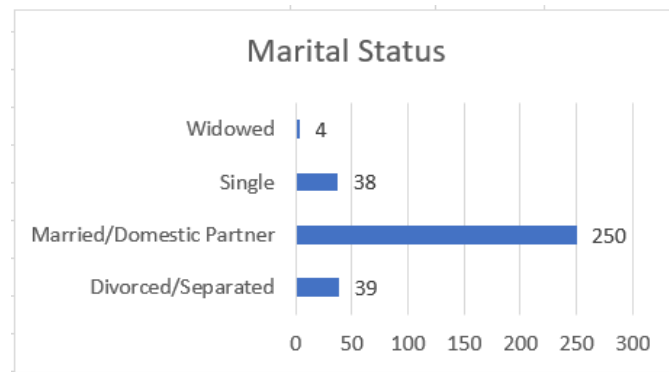 Marital Status
Widowed 4
Single 38
Married/Domestic Partner 250
Divorced/Separated 39
0 50 100 150 200 250 300